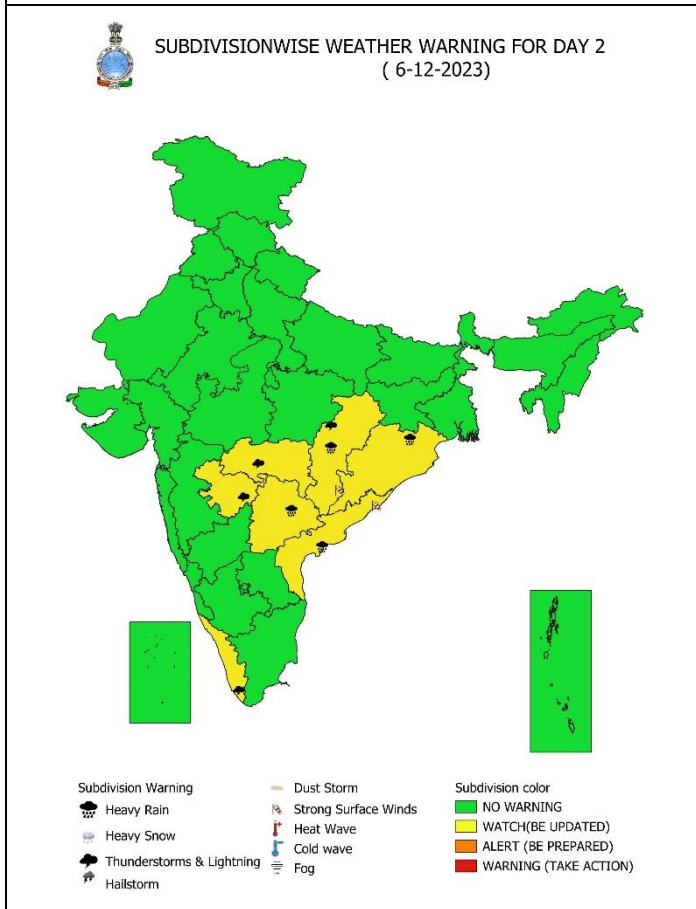 SUBDIVISIONWISE WEATHER WARNING FOR DAY 2
( 6-12-2023)
Subdivision Warning
Heavy Rain
Heavy Snow
Thunderstorms & Lightning
Hailstorm
Dust Storm
Strong Surface Winds
Heat Wave
Cold wave
Fog
Subdivision color
NO WARNING
WATCH(BE UPDATED)
ALERT (BE PREPARED)
WARNING (TAKE ACTION)